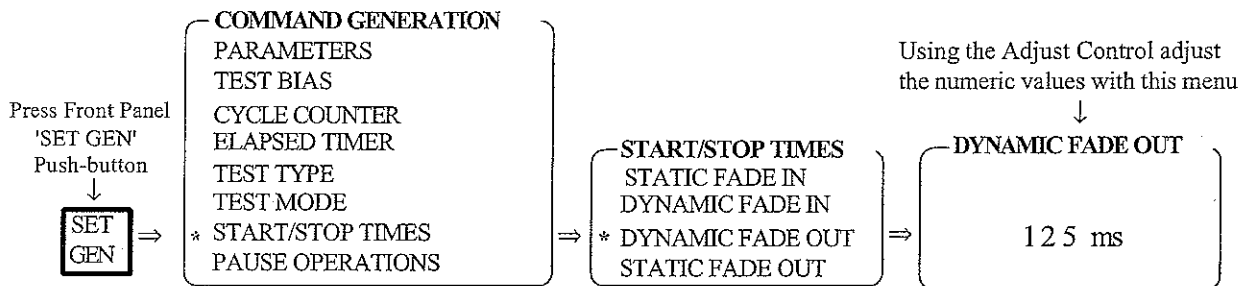 Press Front Panel
'SET GEN'
Push-button
↓
SET
GEN
⇒
COMMAND GENERATION
PARAMETERS
TEST BIAS
CYCLE COUNTER
ELAPSED TIMER
TEST TYPE
TEST MODE
* START/STOP TIMES
PAUSE OPERATIONS
⇒
START/STOP TIMES
STATIC FADE IN
DYNAMIC FADE IN
* DYNAMIC FADE OUT
STATIC FADE OUT
⇒
Using the Adjust Control adjust
the numeric values with this menu
↓
DYNAMIC FADE OUT
125 ms